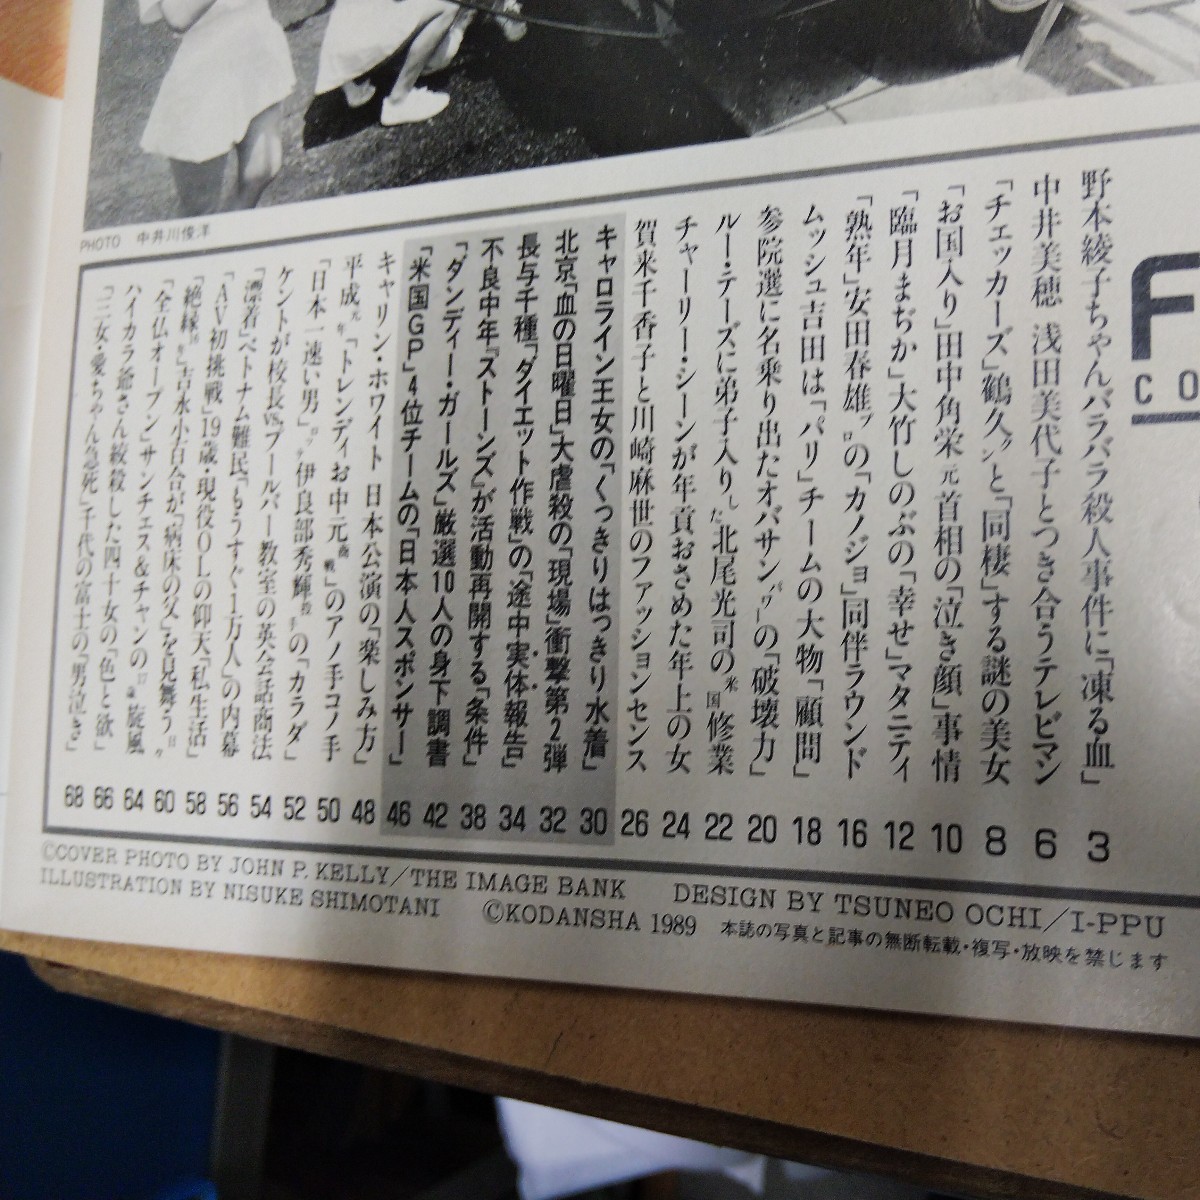 F
CO
PHOTO 中井川俊洋
野本綾子ちゃんバラバラ殺人事件に「凍る血」 3
中井美穂 浅田美代子とつき合うテレビマン 6
「チェッカーズ」鶴久クンと「同棲」する謎の美女 8
「お国入り」田中角栄元首相の「泣き顔」事情 10
「臨月まぢか」大竹しのぶの「幸せ」マタニティ 12
「熟年」安田春雄プロの「カノジョ」同伴ラウンド 16
ムッシュ吉田は「パリ」チームの大物「顧問」 18
参院選に名乗り出たオバサンパワーの「破壊力」 20
ルー・テーズに弟子入りした北尾光司の米国修業 22
チャーリー・シーンが年貢おさめた年上の女 24
賀来千香子と川崎麻世のファッションセンス 26
キャロライン王女の「くっきりはっきり水着」 30
北京「血の日曜日」大虐殺の「現場」衝撃第2弾 32
長与千種「ダイエット作戦」の「途中実体報告」 34
不良中年『ストーンズ』が活動再開する「条件」 38
「ダンディー・ガールズ」厳選10人の身下調書 42
「米国GP」4位チームの「日本人スポンサー」 46
キャリン・ホワイト 日本公演の「楽しみ方」 48
平成元年「トレンディお中元商戦」のアノ手コノ手 50
「日本一速い男」ロッテ伊良部秀輝投手の「カラダ」 52
ケントが校長vs.プールバー教室の英会話商法 54
「漂着」ベトナム難民「もうすぐ1万人」の内幕 56
「AV初挑戦」19歳・現役OLの仰天「私生活」 58
「絶縁」吉永小百合が「病床の父」を見舞う日 60
「全仏オープン」サンチェス&チャンの17歳旋風 64
ハイカラ爺さん絞殺した四十女の「色と欲」 66
「三女・愛ちゃん急死」千代の富士の「男泣き」 68
©COVER PHOTO BY JOHN P. KELLY/THE IMAGE BANK DESIGN BY TSUNEO OCHI/I-PPU
ILLUSTRATION BY NISUKE SHIMOTANI ©KODANSHA 1989 本誌の写真と記事の無断転載・複写・放映を禁じます